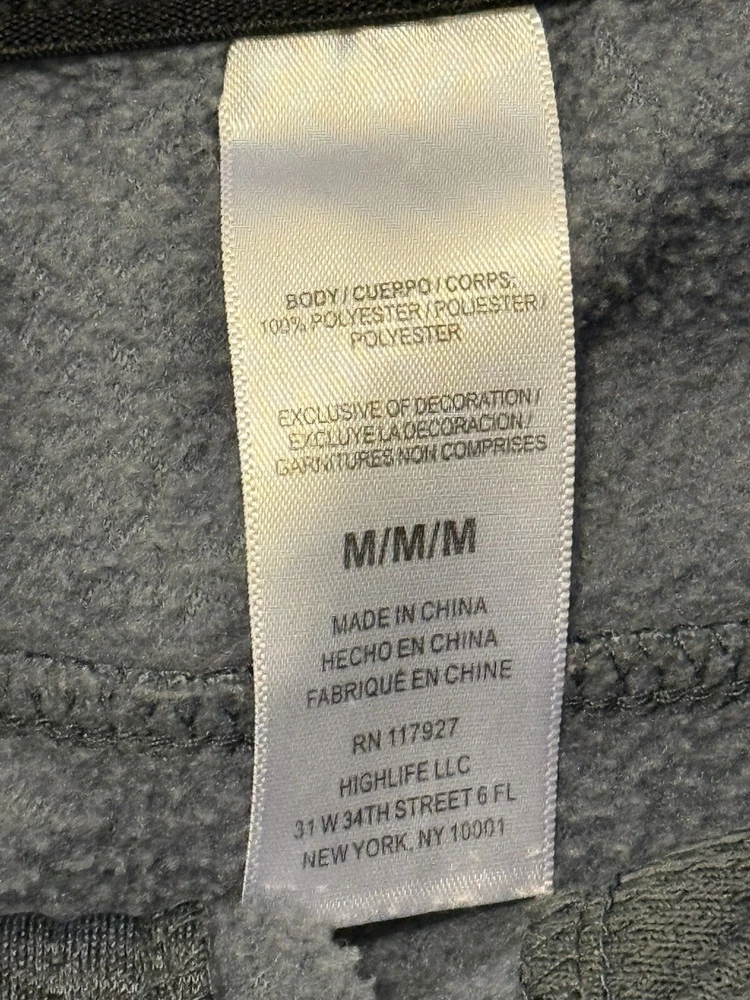 BODY / CUERPO / CORPS:
100% POLYESTER / POLIESTER /
POLYESTER
EXCLUSIVE OF DECORATION /
EXCLUYE LA DECORACION /
GARNITURES NON COMPRISES
M/M/M
MADE IN CHINA
HECHO EN CHINA
FABRIQUÉ EN CHINE
RN 117927
HIGHLIFE LLC
31 W 34TH STREET 6 FL
NEW YORK, NY 10001